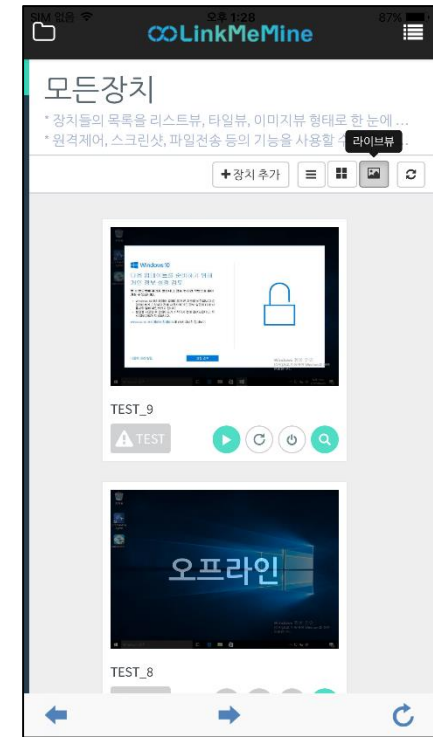 SIM 없음
오후 1:28
87%
LinkMeMine
모든장치
* 장치들의 목록을 리스트뷰, 타일뷰, 이미지뷰 형태로 한 눈에 ...
* 원격제어, 스크린샷, 파일전송 등의 기능을 사용할 수
라이브뷰
+장치 추가
Windows 10
TEST_9
TEST
오프라인
TEST_8